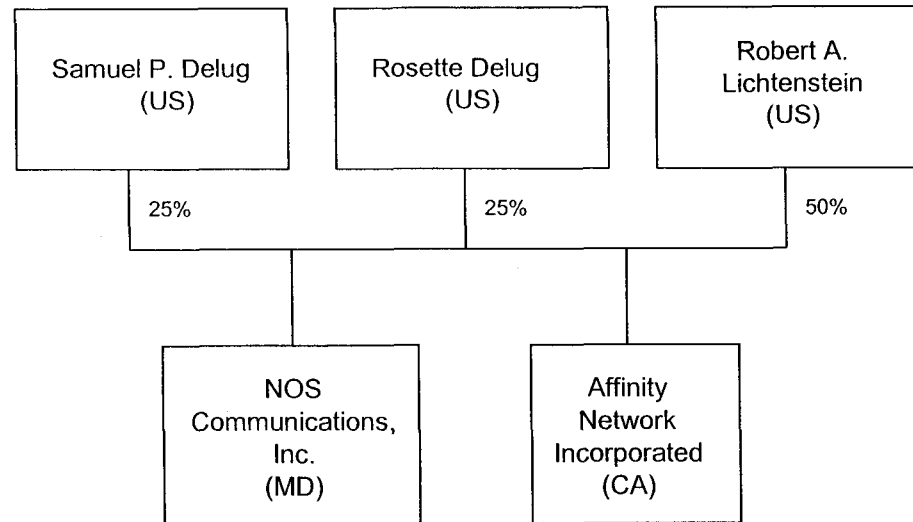 Samuel P. Delug
(US)
Rosette Delug
(US)
Robert A.
Lichtenstein
(US)
25%
25%
50%
NOS
Communications,
Inc.
(MD)
Affinity
Network
Incorporated
(CA)